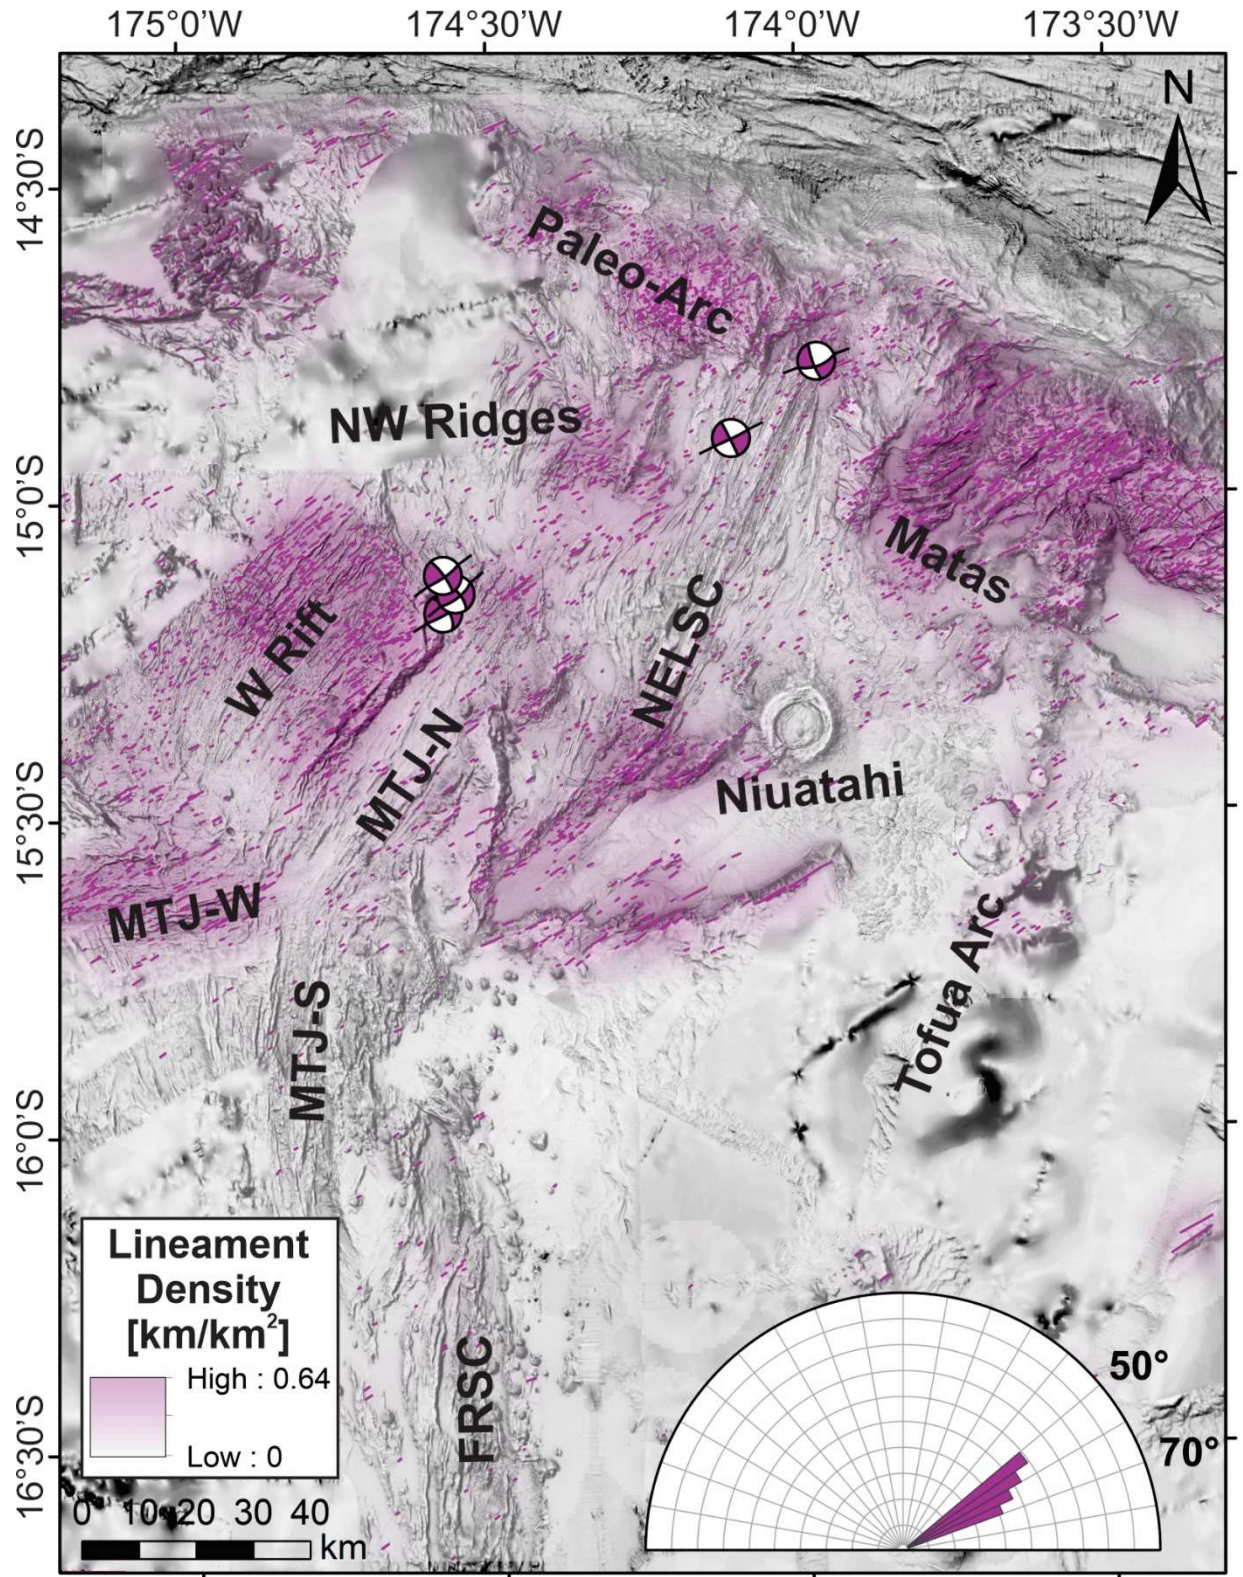 175°0'W
174°30'W
174°0'W
173°30'W
N
14°30'S
Paleo-Arc
NW Ridges
15°0'S
Matas
W Rift
NELSC
MTJ-N
Niuatahi
15°30'S
MTJ-W
Tofua Arc
MTJ-S
16°0'S
Lineament
Density
[km/km²]
High : 0.64
Low : 0
FRSC
50°
70°
16°30'S
0 10 20 30 40
km